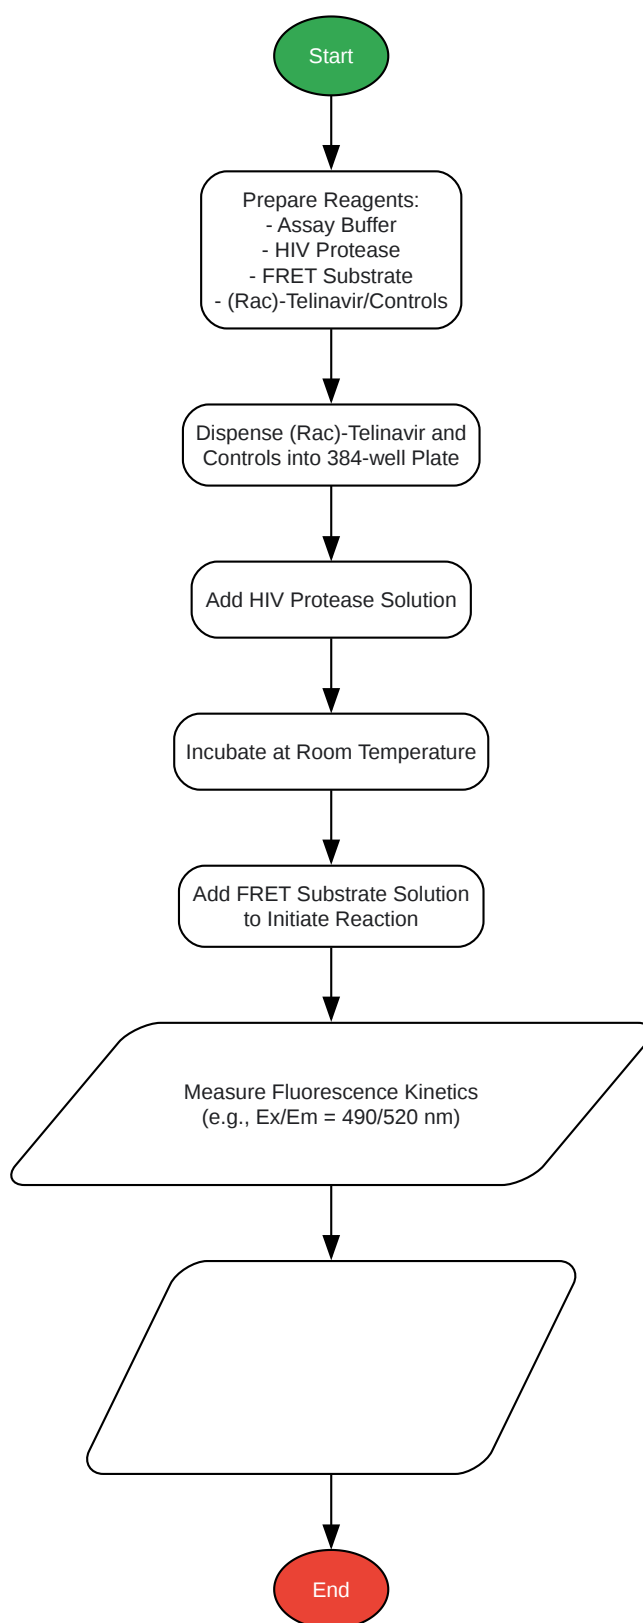 Start
Prepare Reagents:
- Assay Buffer
- HIV Protease
- FRET Substrate
- (Rac)-Telinavir/Controls
Dispense (Rac)-Telinavir and
Controls into 384-well Plate
Add HIV Protease Solution
Incubate at Room Temperature
Add FRET Substrate Solution
to Initiate Reaction
Measure Fluorescence Kinetics
(e.g., Ex/Em = 490/520 nm)
End